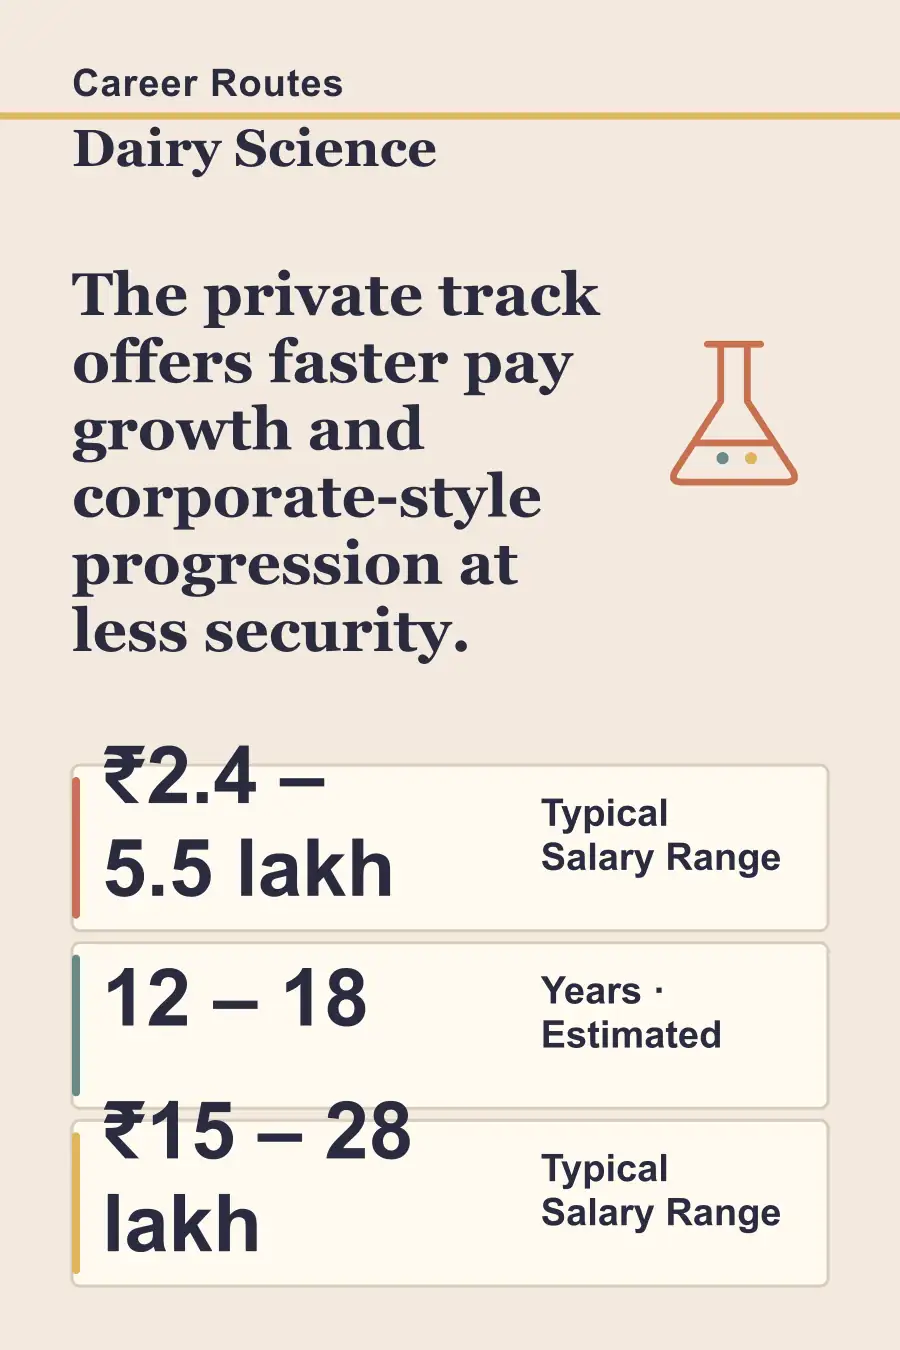 Career Routes
Dairy Science
The private track
offers faster pay
growth and
corporate-style
progression at
less security.
₹2.4 –
5.5 lakh
Typical
Salary Range
12 – 18
Years ·
Estimated
₹15 – 28
lakh
Typical
Salary Range